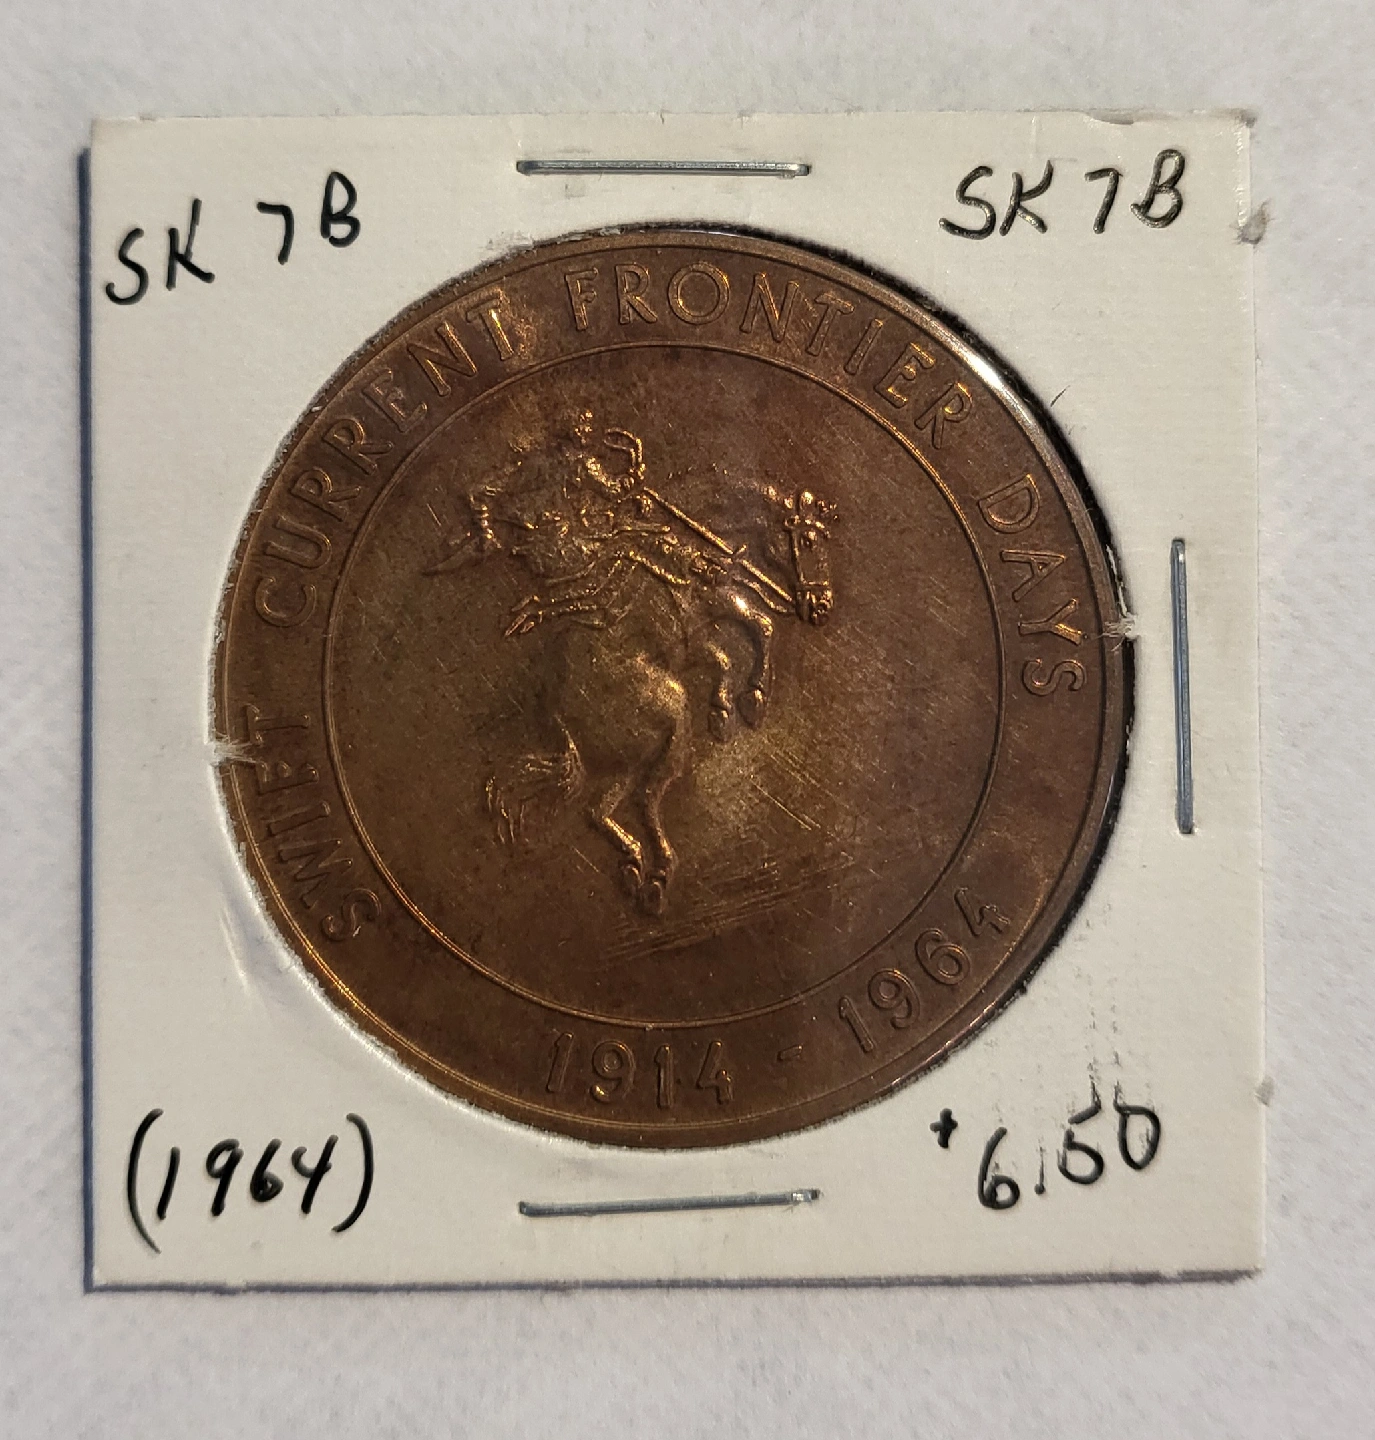 SK 7B
SK 7B
SWIFT CURRENT FRONTIER DAYS
1914 - 1964
(1964)
+6.50